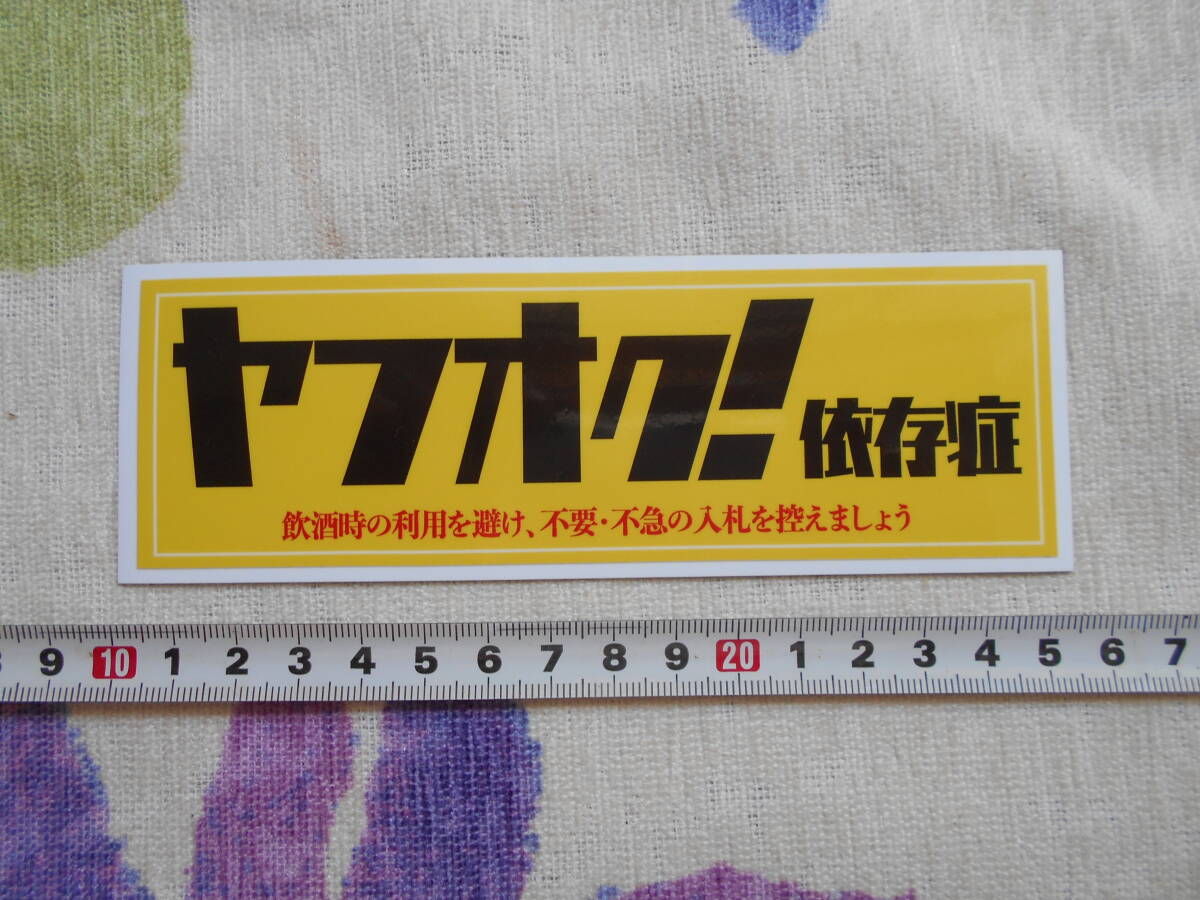 ヤフオク!依存症
飲酒時の利用を避け、不要・不急の入札を控えましょう
9 10 1 2 3 4 5 6 7 8 9 20 1 2 3 4 5 6 7